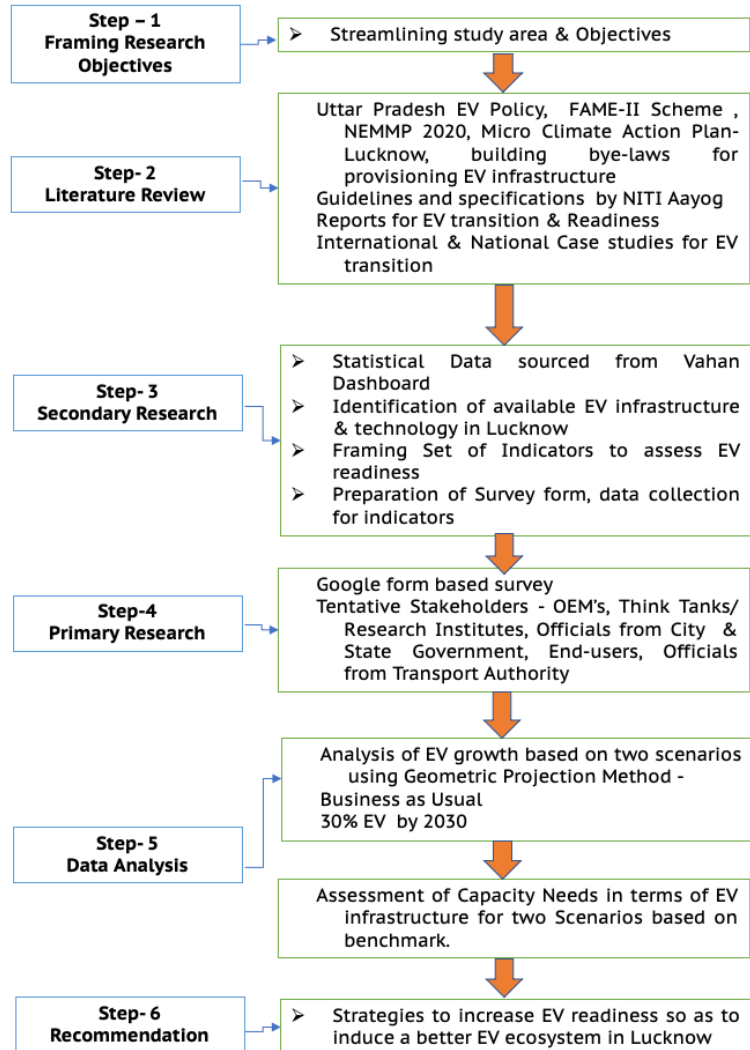 Step – 1
Framing Research
Objectives
➢ Streamlining study area & Objectives
Step- 2
Literature Review
Uttar Pradesh EV Policy, FAME-II Scheme ,
NEMMP 2020, Micro Climate Action Plan-
Lucknow, building bye-laws for
provisioning EV infrastructure
Guidelines and specifications by NITI Aayog
Reports for EV transition & Readiness
International & National Case studies for EV
transition
Step- 3
Secondary Research
➢ Statistical Data sourced from Vahan
Dashboard
➢ Identification of available EV infrastructure
& technology in Lucknow
➢ Framing Set of Indicators to assess EV
readiness
➢ Preparation of Survey form, data collection
for indicators
Step-4
Primary Research
Google form based survey
Tentative Stakeholders - OEM's, Think Tanks/
Research Institutes, Officials from City &
State Government, End-users, Officials
from Transport Authority
Step- 5
Data Analysis
Analysis of EV growth based on two scenarios
using Geometric Projection Method -
Business as Usual
30% EV by 2030
Assessment of Capacity Needs in terms of EV
infrastructure for two Scenarios based on
benchmark.
Step- 6
Recommendation
➢ Strategies to increase EV readiness so as to
induce a better EV ecosystem in Lucknow